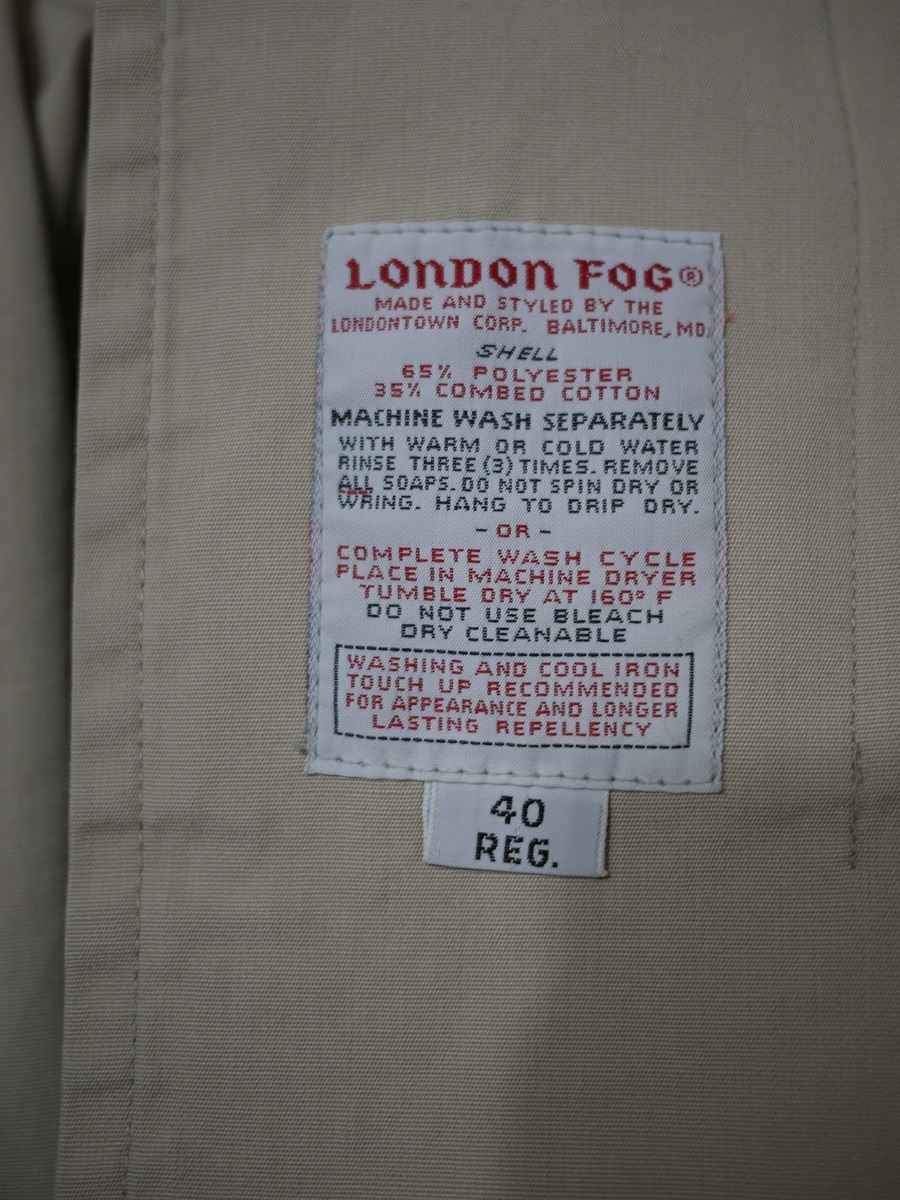 LONDON FOG®
MADE AND STYLED BY THE
LONDONTOWN CORP. BALTIMORE, MD.
SHELL
65% POLYESTER
35% COMBED COTTON
MACHINE WASH SEPARATELY
WITH WARM OR COLD WATER
RINSE THREE (3) TIMES. REMOVE
ALL SOAPS. DO NOT SPIN DRY OR
WRING. HANG TO DRIP DRY.
- OR -
COMPLETE WASH CYCLE
PLACE IN MACHINE DRYER
TUMBLE DRY AT 160° F
DO NOT USE BLEACH
DRY CLEANABLE
WASHING AND COOL IRON
TOUCH UP RECOMMENDED
FOR APPEARANCE AND LONGER
LASTING REPELLENCY
40
REG.